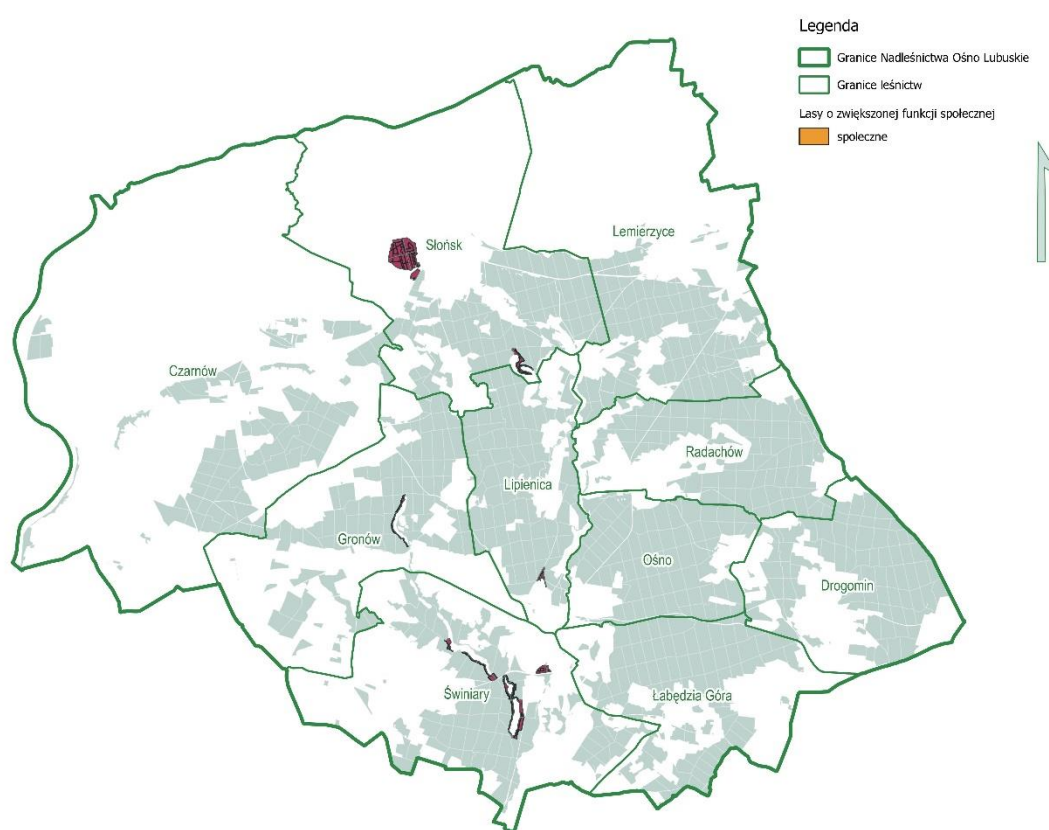 Legenda
Granice Nadleśnictwa Ośno Lubuskie
Granice leśnictw
Lasy o zwiększonej funkcji społecznej
społeczne
Słońsk
Lemierzyce
Czarnów
Radachów
Lipienica
Gronów
Ośno
Drogomin
Świniary
Łabędzia Góra